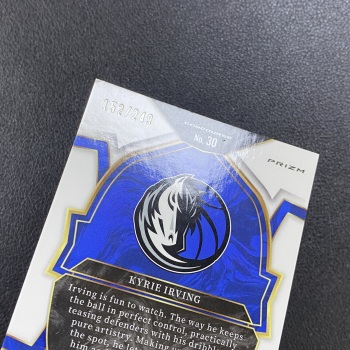 No. 30
PRIZM
KYRIE IRVING
Irving is fun to watch. The way he keeps
the ball in perfect control, practically
teasing defenders with his dribble
pure artistry. Making
the spot, he
him